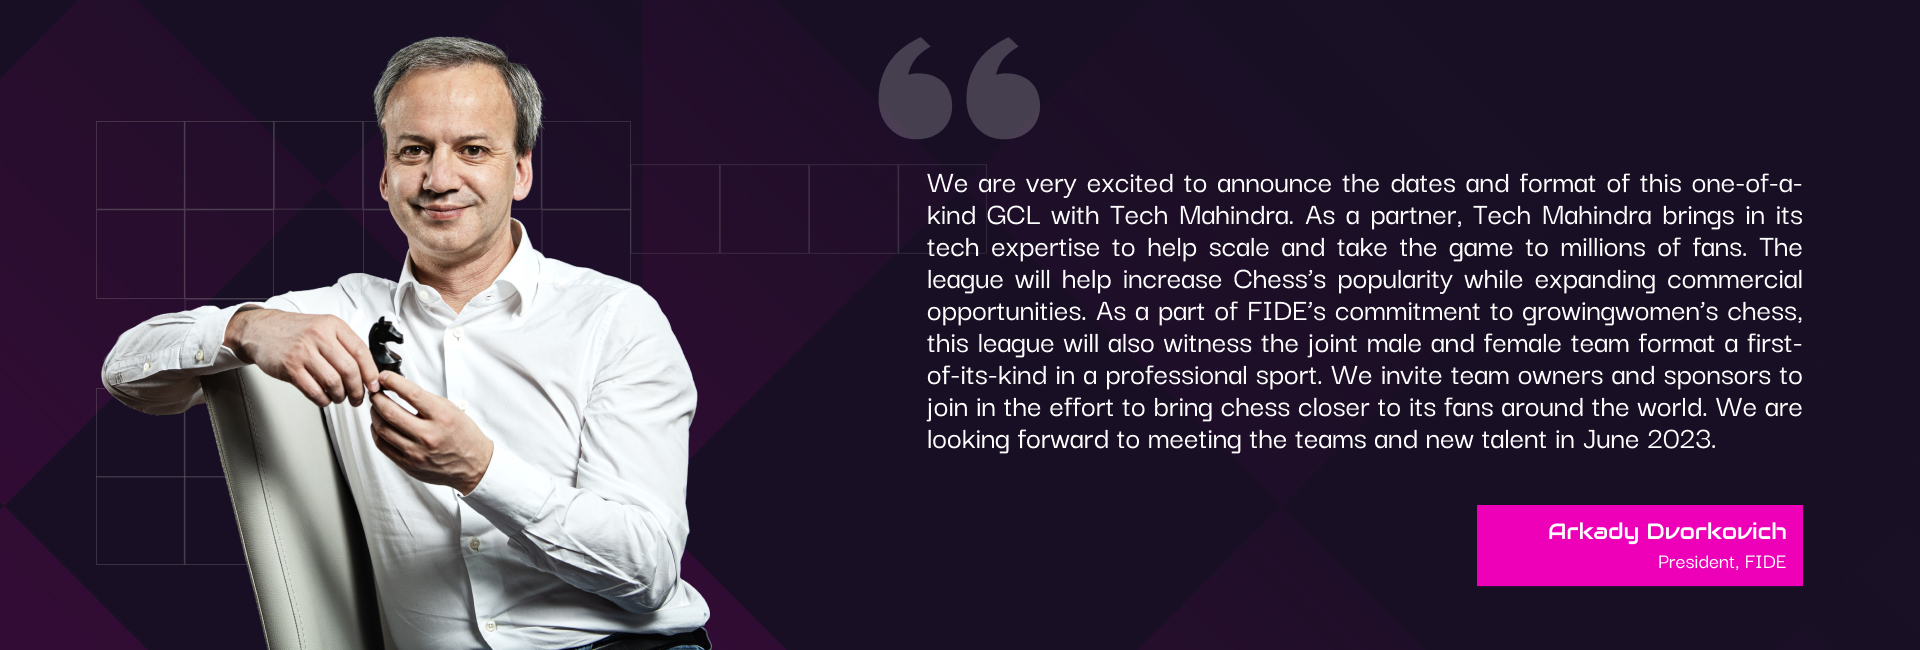 “
We are very excited to announce the dates and format of this one-of-a-
kind GCL with Tech Mahindra. As a partner, Tech Mahindra brings in its
tech expertise to help scale and take the game to millions of fans. The
league will help increase Chess’s popularity while expanding commercial
opportunities. As a part of FIDE’s commitment to growingwomen’s chess,
this league will also witness the joint male and female team format a first-
of-its-kind in a professional sport. We invite team owners and sponsors to
join in the effort to bring chess closer to its fans around the world. We are
looking forward to meeting the teams and new talent in June 2023.
Arkady Dvorkovich
President, FIDE